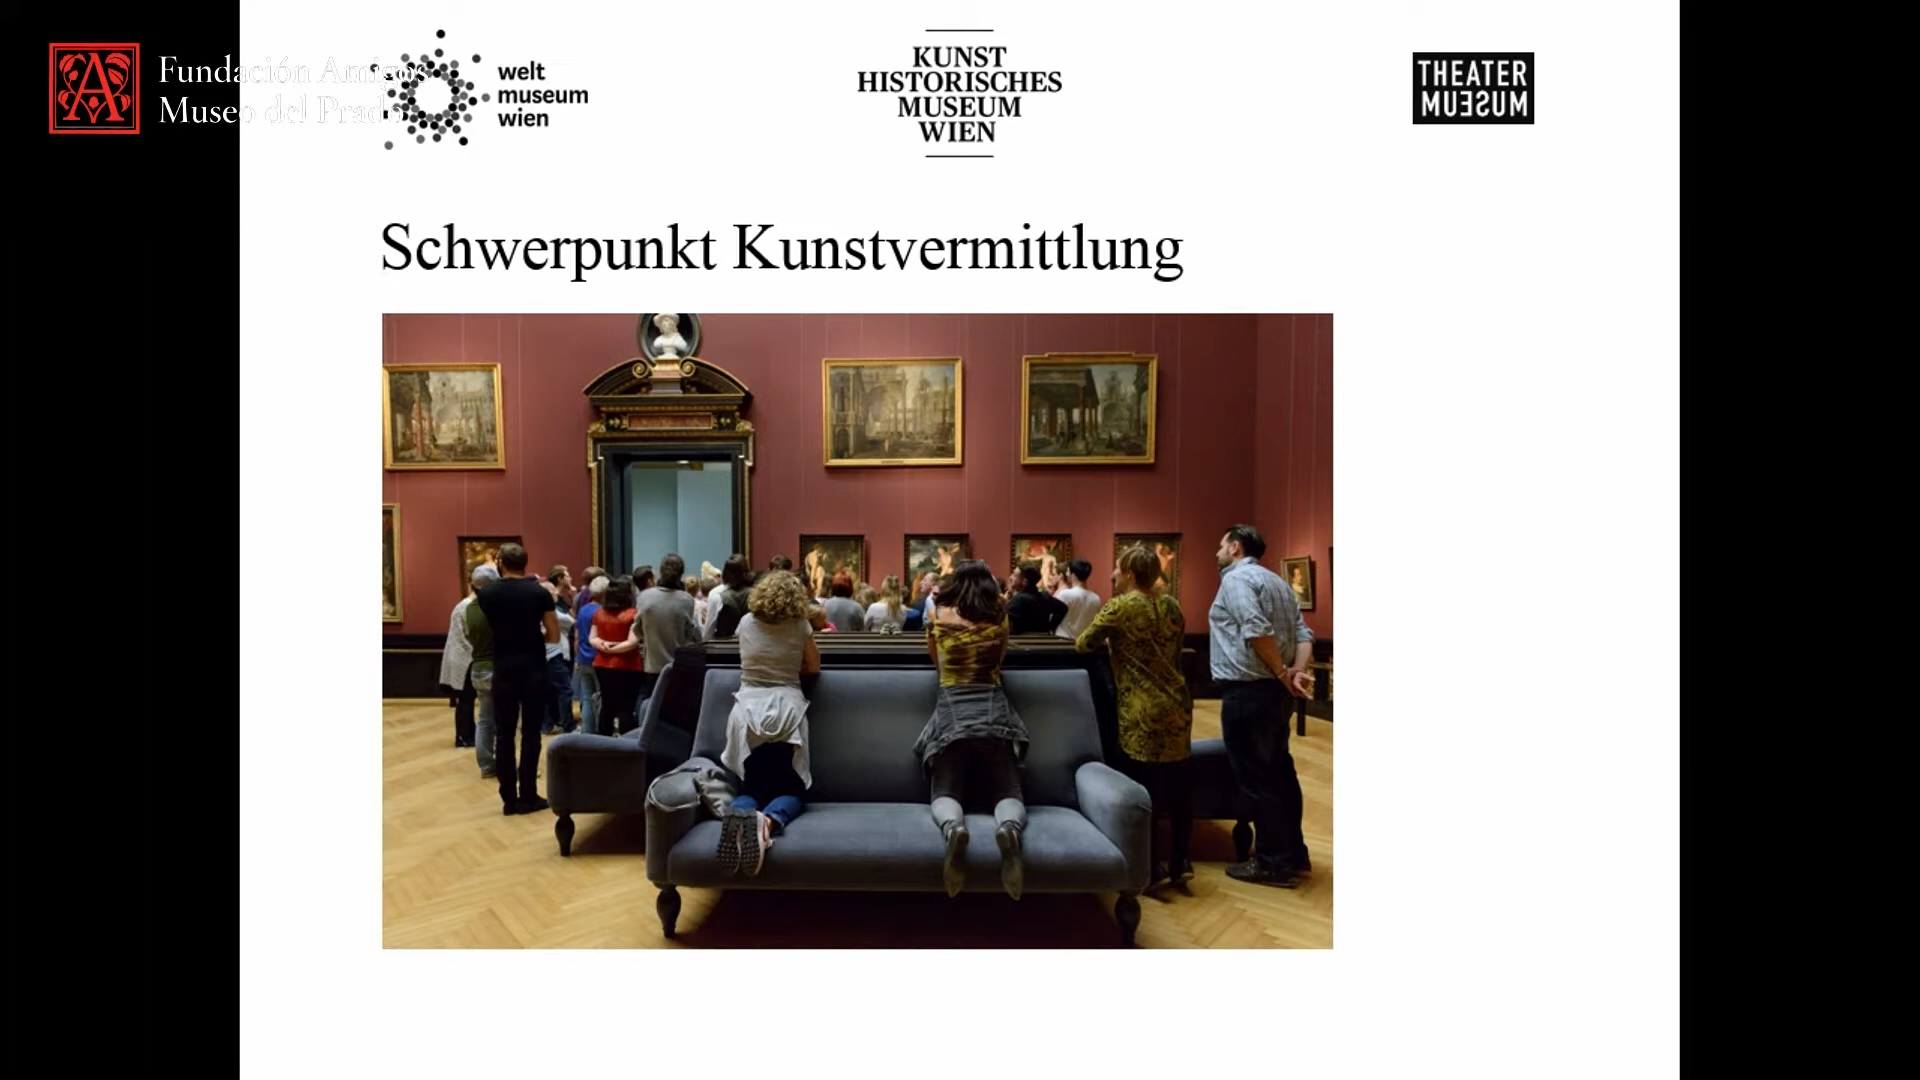 Fundación Amigos
Museo del Prado
welt
museum
wien
KUNST
HISTORISCHES
MUSEUM
WIEN
THEATER
MUSEUM
Schwerpunkt Kunstvermittlung